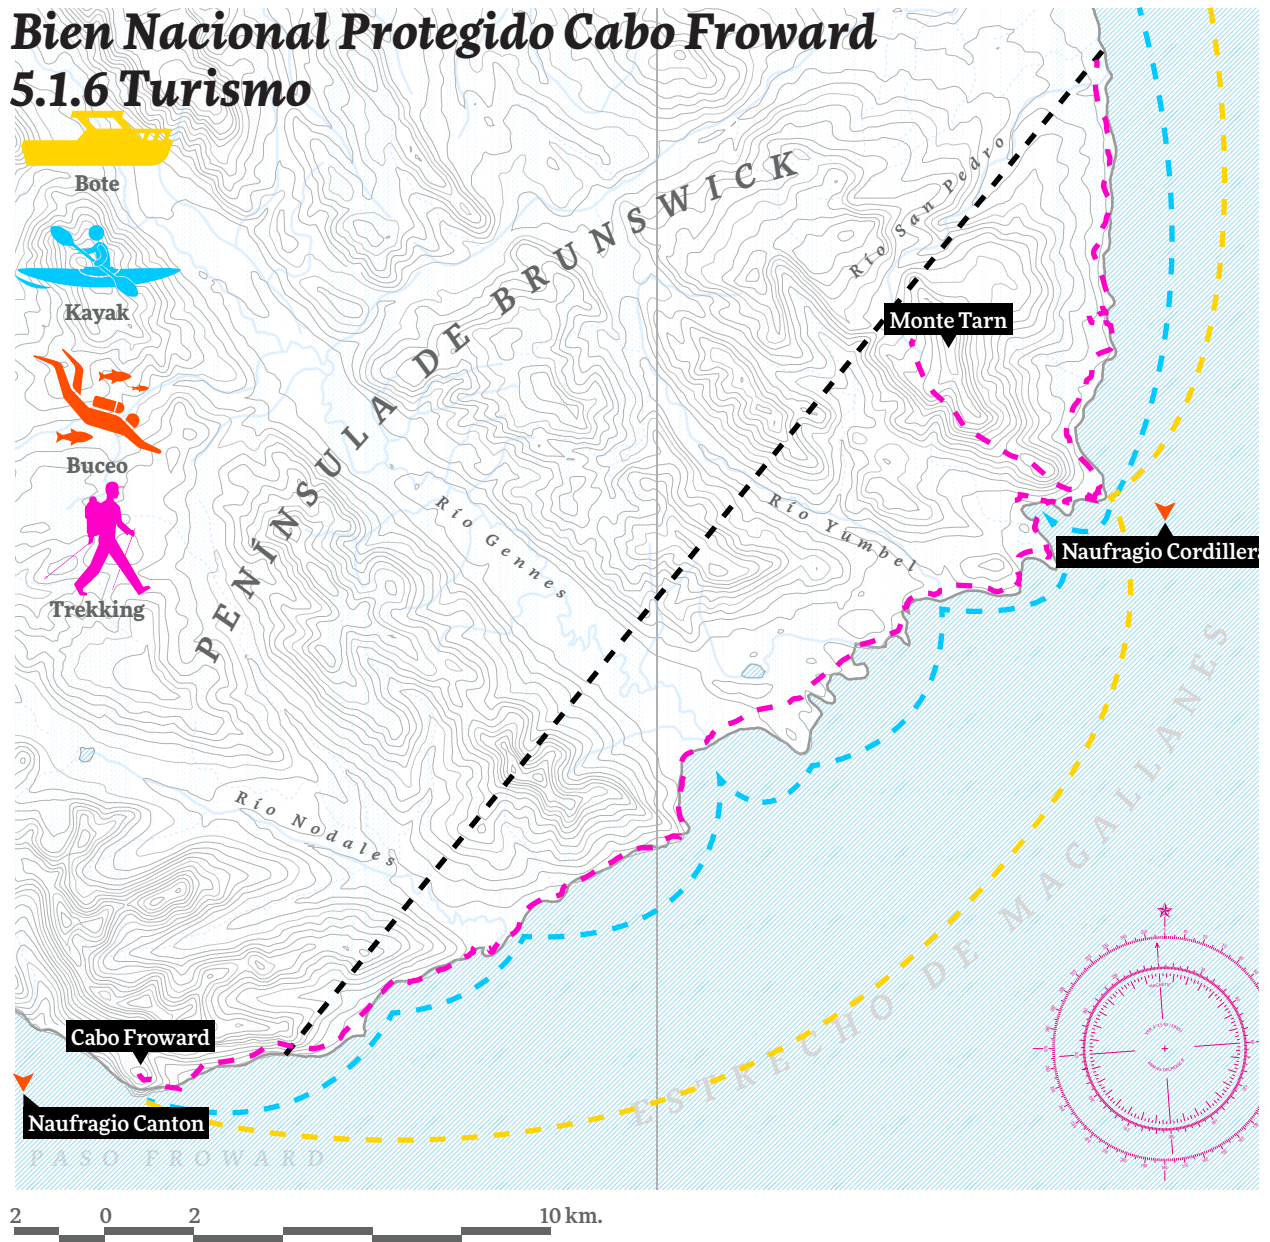 Bien Nacional Protegido Cabo Froward
5.1.6 Turismo
Bote
Kayak
Buceo
Trekking
PENÍNSULA DE BRUNSWICK
Río San Pedro
Monte Tarn
Río Gennes
Río Yumbel
Naufragio Cordiller
Río Nodales
ESTRECHO DE MAGALLANES
Cabo Froward
Naufragio Canton
PASO FROWARD
MAGNETIC
2 0 2 10 km.